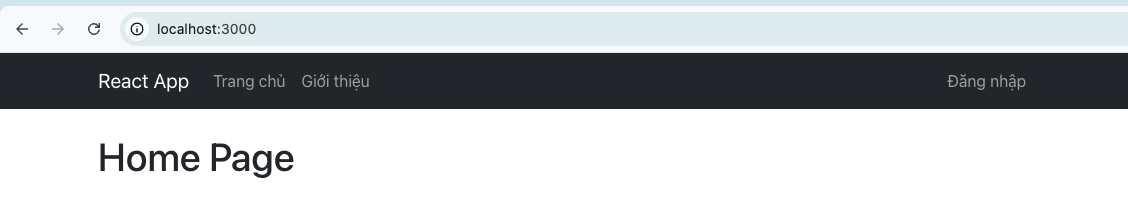 localhost:3000
React App Trang chủ Giới thiệu Đăng nhập
Home Page